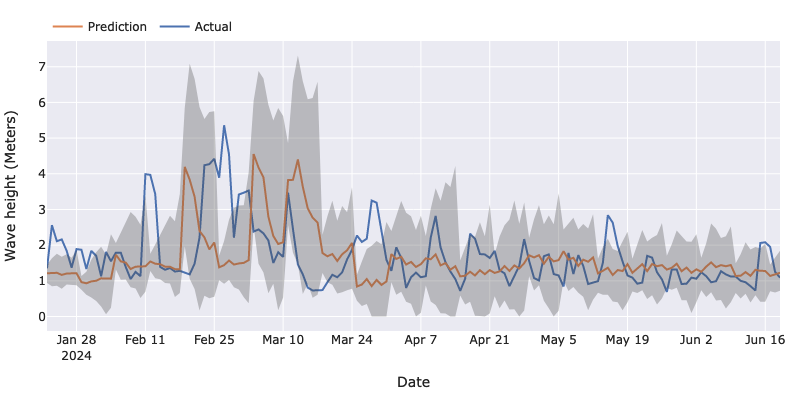 Prediction
Actual
Wave height (Meters)
7
6
5
4
3
2
1
0
Jan 28
2024
Feb 11
Feb 25
Mar 10
Mar 24
Apr 7
Apr 21
May 5
May 19
Jun 2
Jun 16
Date